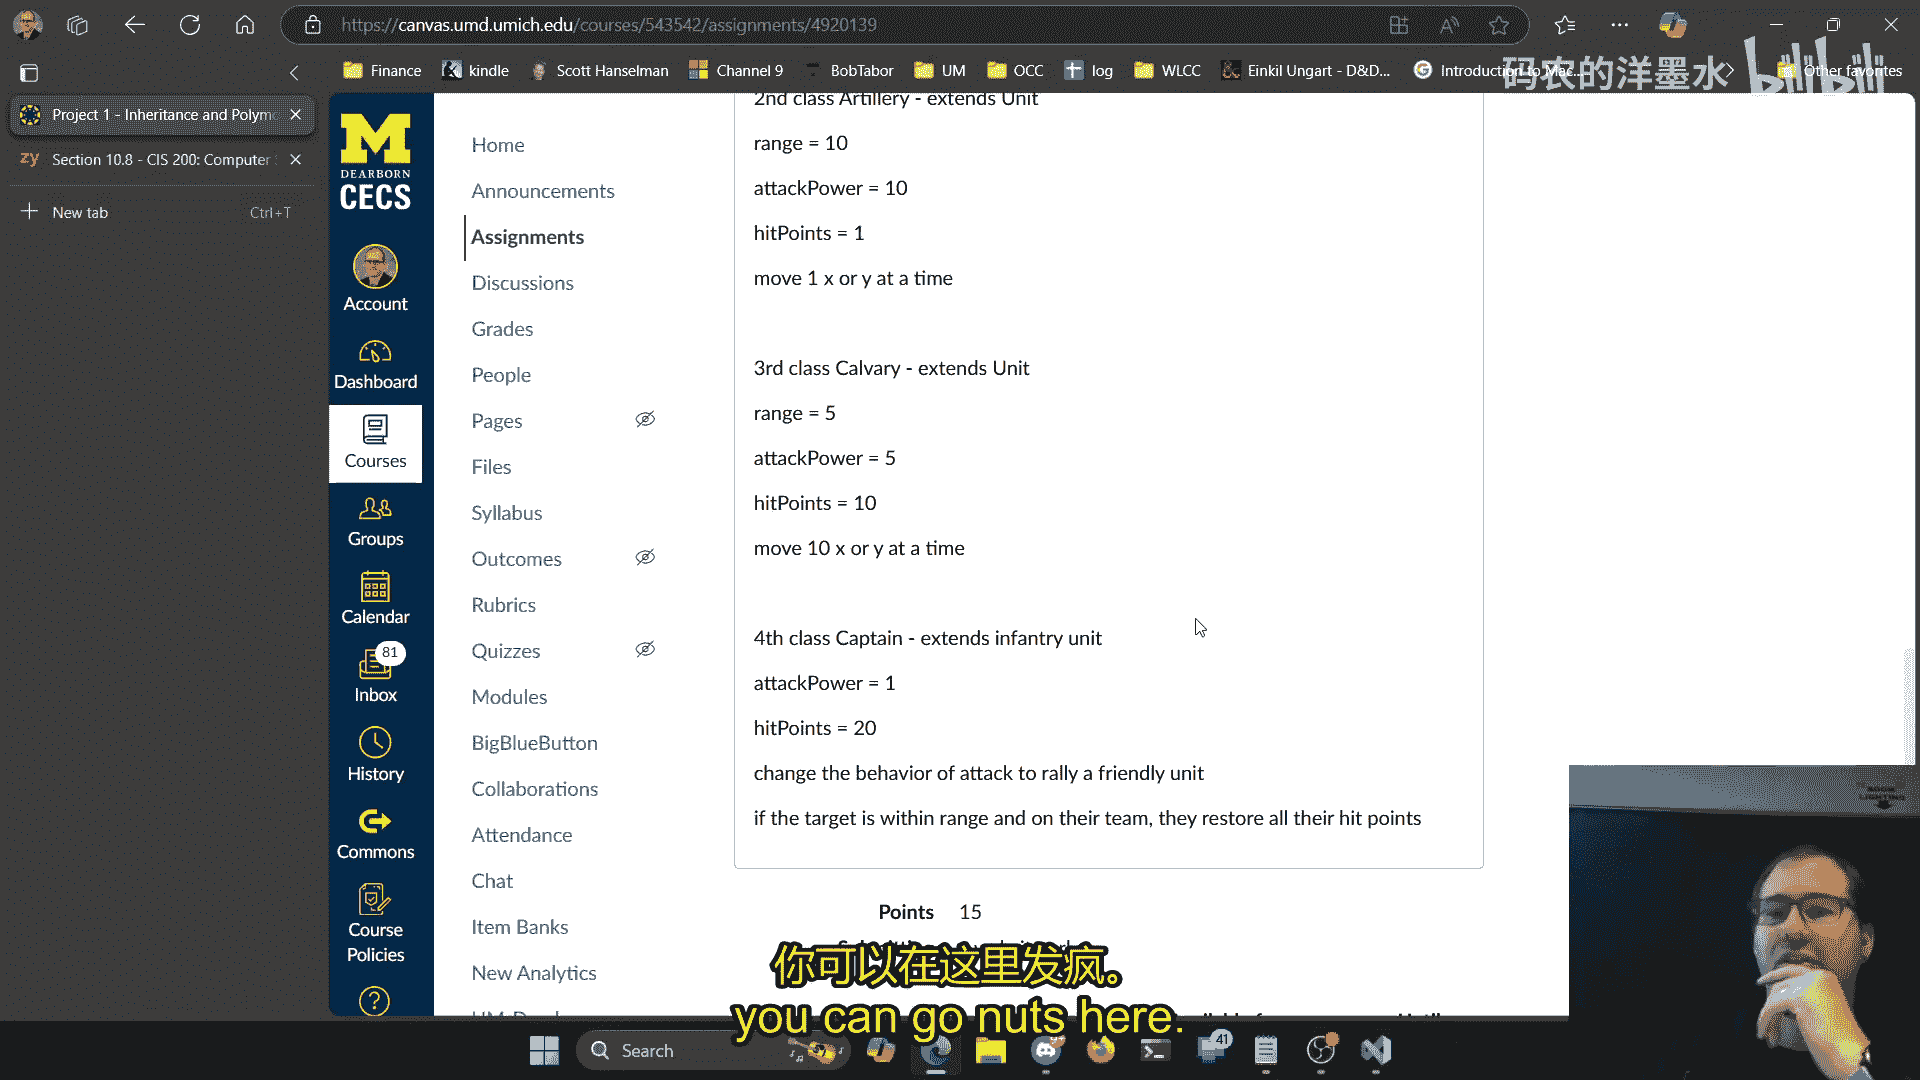 https://canvas.umd.umich.edu/courses/543542/assignments/4920139
Finance
kindle
Scott Hanselman
Channel 9
BobTabor
UM
OCC
log
WLCC
Einkil Ungart - D&D...
Introduction to Mac...
Other favorites
码农的洋墨水
bilibili
Project 1 - Inheritance and Polymo
Section 10.8 - CIS 200: Computer
New tab
Ctrl+T
M
DEARBORN
CECS
Account
Dashboard
Courses
Groups
Calendar
81
Inbox
History
Commons
Course
Policies
Home
Announcements
Assignments
Discussions
Grades
People
Pages
Files
Syllabus
Outcomes
Rubrics
Quizzes
Modules
BigBlueButton
Collaborations
Attendance
Chat
Item Banks
New Analytics
2nd class Artillery - extends Unit
range = 10
attackPower = 10
hitPoints = 1
move 1 x or y at a time
3rd class Calvary - extends Unit
range = 5
attackPower = 5
hitPoints = 10
move 10 x or y at a time
4th class Captain - extends infantry unit
attackPower = 1
hitPoints = 20
change the behavior of attack to rally a friendly unit
if the target is within range and on their team, they restore all their hit points
Points 15
你可以在这里发疯。
you can go nuts here.
Search
41